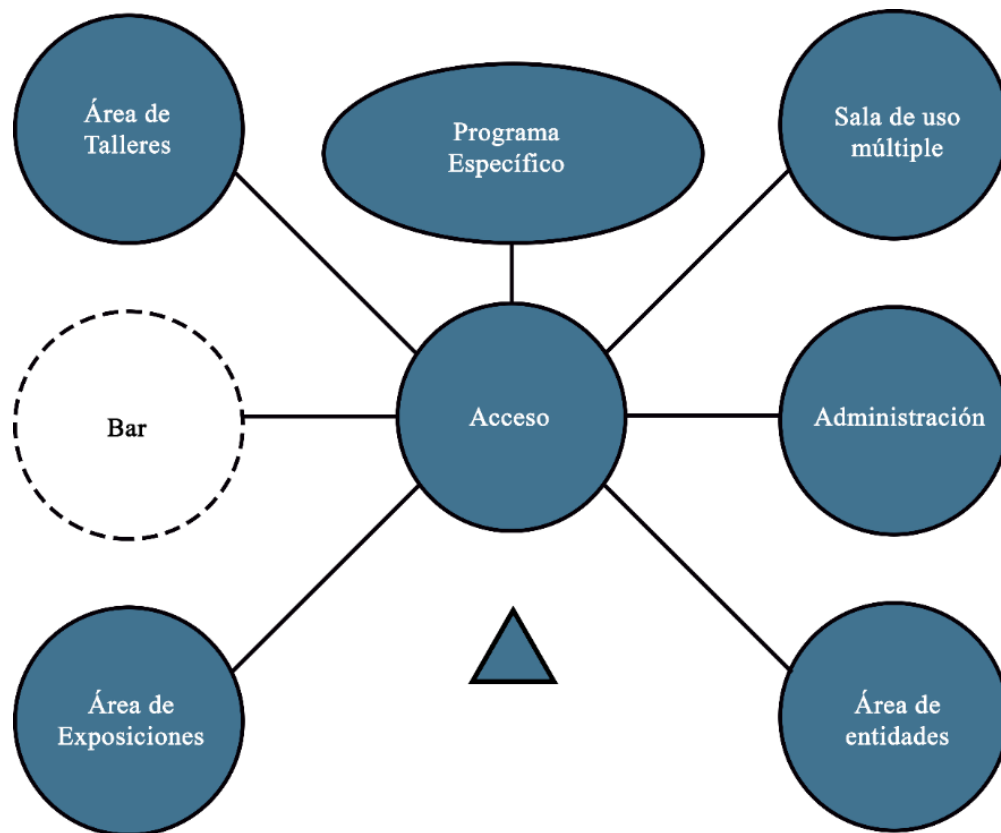 Área de
Talleres
Programa
Específico
Sala de uso
múltiple
Bar
Acceso
Administración
Área de
Exposiciones
Área de
entidades